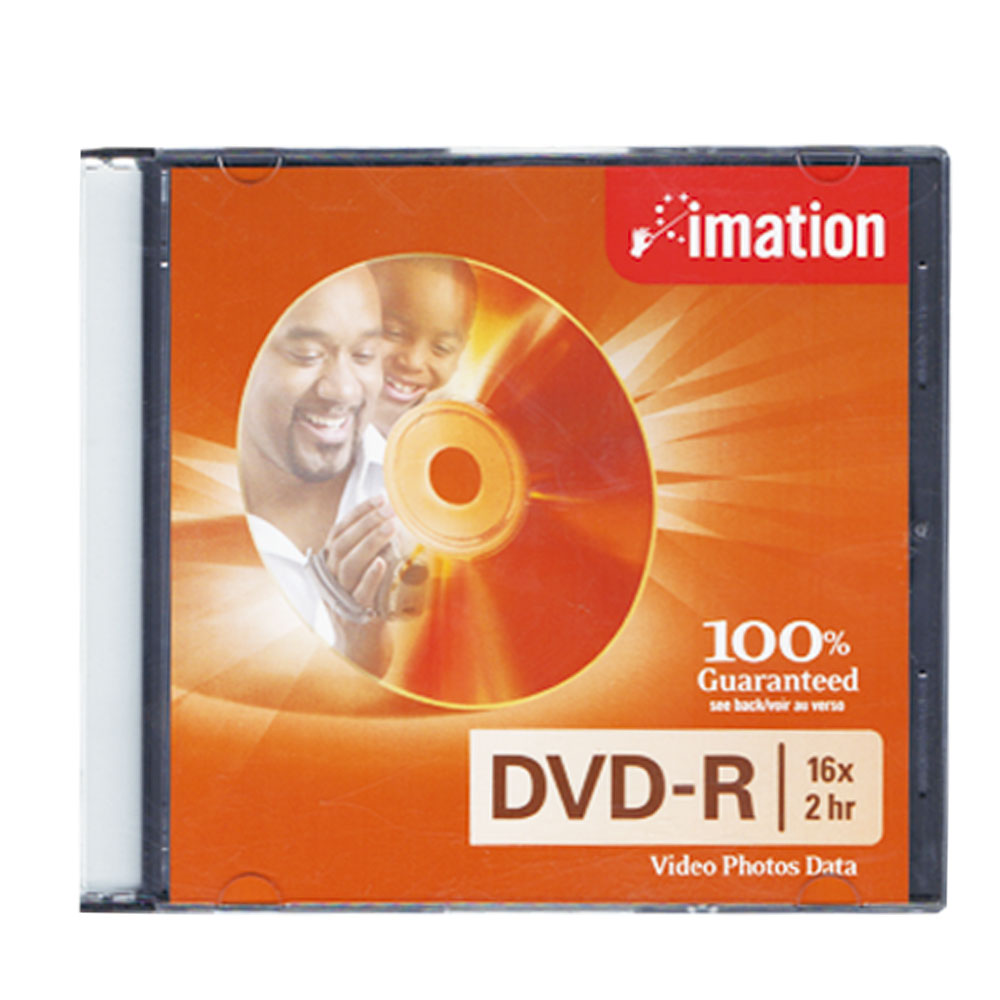 imation
100%
Guaranteed
see back/voir au verso
DVD-R
16x
2 hr
Video Photos Data